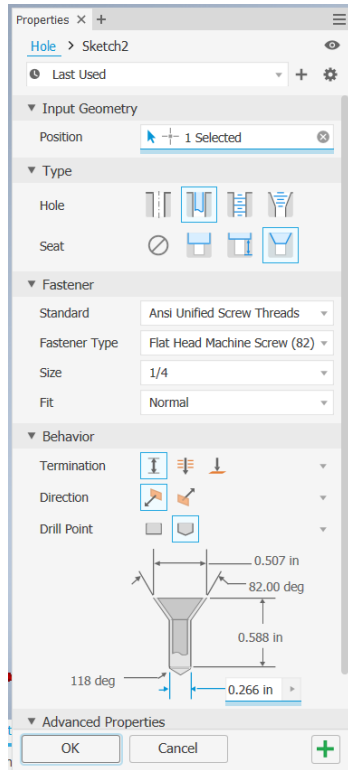 Properties × +
Hole > Sketch2
Last Used
Input Geometry
Position 1 Selected
Type
Hole
Seat
Fastener
Standard Ansi Unified Screw Threads
Fastener Type Flat Head Machine Screw (82)
Size 1/4
Fit Normal
Behavior
Termination
Direction
Drill Point
0.507 in
82.00 deg
0.588 in
118 deg
0.266 in
Advanced Properties
OK Cancel